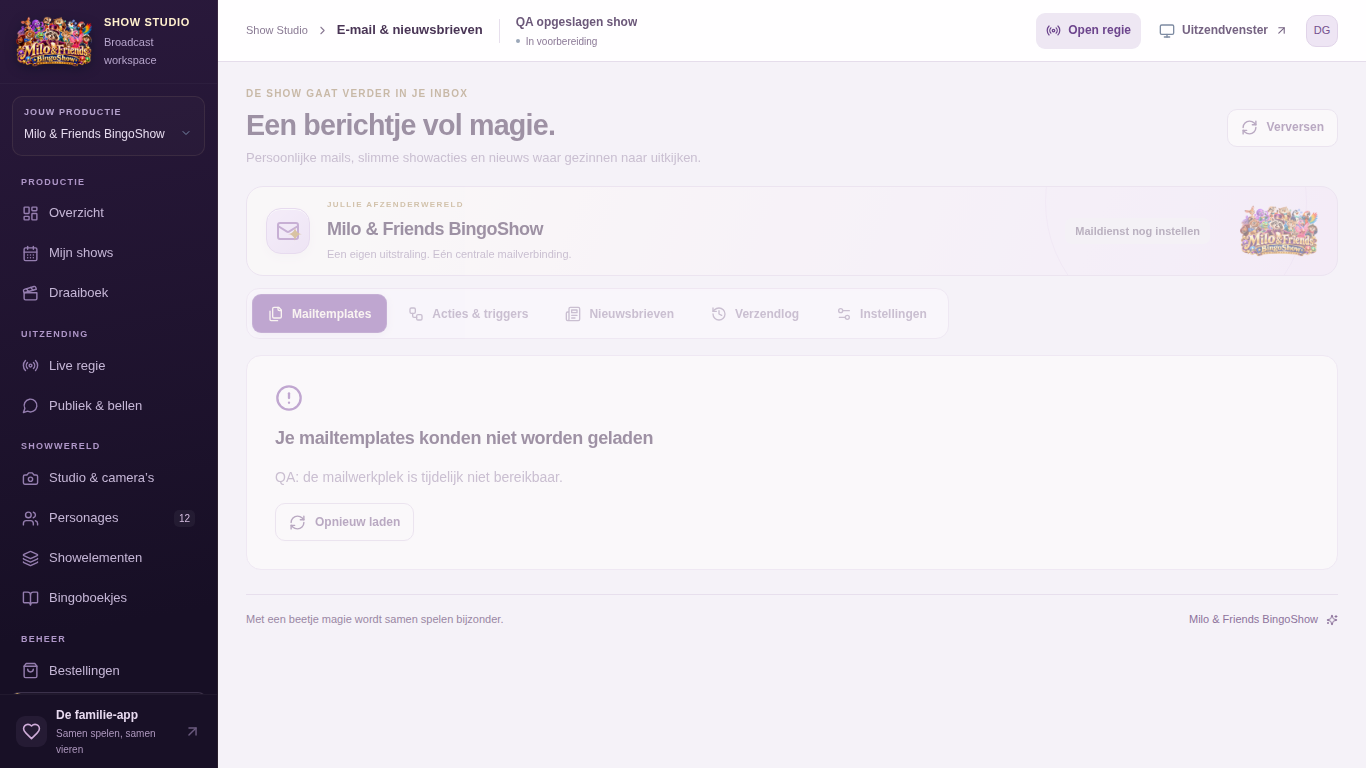 Milo & Friends
BingoShow
SHOW STUDIO
Broadcast
workspace
JOUW PRODUCTIE
Milo & Friends BingoShow
PRODUCTIE
Overzicht
Mijn shows
Draaiboek
UITZENDING
Live regie
Publiek & bellen
SHOWWERELD
Studio & camera's
Personages 12
Showelementen
Bingoboekjes
BEHEER
Bestellingen
De familie-app
Samen spelen, samen
vieren
Show Studio
E-mail & nieuwsbrieven
QA opgeslagen show
In voorbereiding
Open regie
Uitzendvenster
DG
DE SHOW GAAT VERDER IN JE INBOX
Een berichtje vol magie.
Persoonlijke mails, slimme showacties en nieuws waar gezinnen naar uitkijken.
Verversen
JULLIE AFZENDERWERELD
Milo & Friends BingoShow
Een eigen uitstraling. Eén centrale mailverbinding.
Maildienst nog instellen
Milo & Friends
BingoShow
Mailtemplates
Acties & triggers
Nieuwsbrieven
Verzendlog
Instellingen
Je mailtemplates konden niet worden geladen
QA: de mailwerkplek is tijdelijk niet bereikbaar.
Opnieuw laden
Met een beetje magie wordt samen spelen bijzonder.
Milo & Friends BingoShow